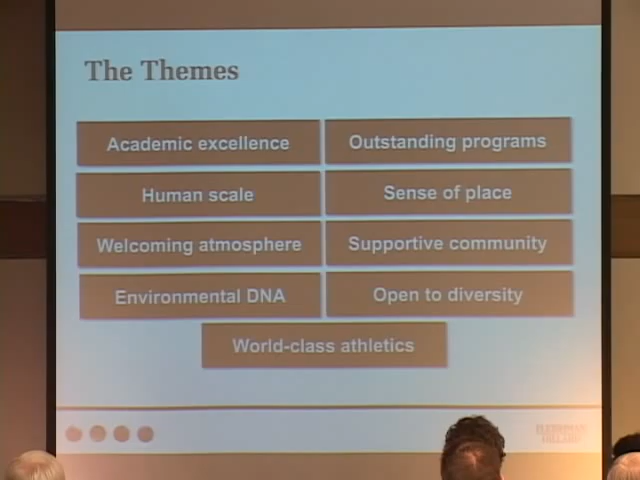 The Themes
Academic excellence
Outstanding programs
Human scale
Sense of place
Welcoming atmosphere
Supportive community
Environmental DNA
Open to diversity
World-class athletics